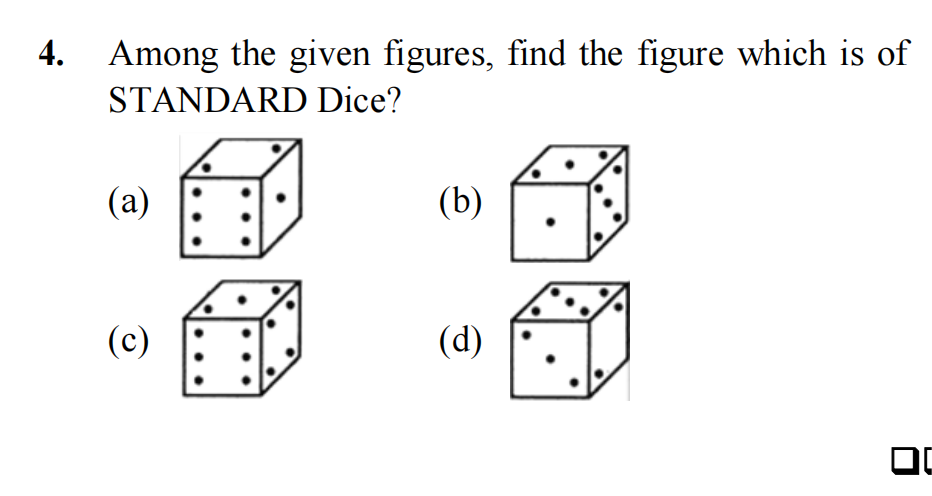 4. Among the given figures, find the figure which is of
STANDARD Dice?
(a) (b)
(c) (d)